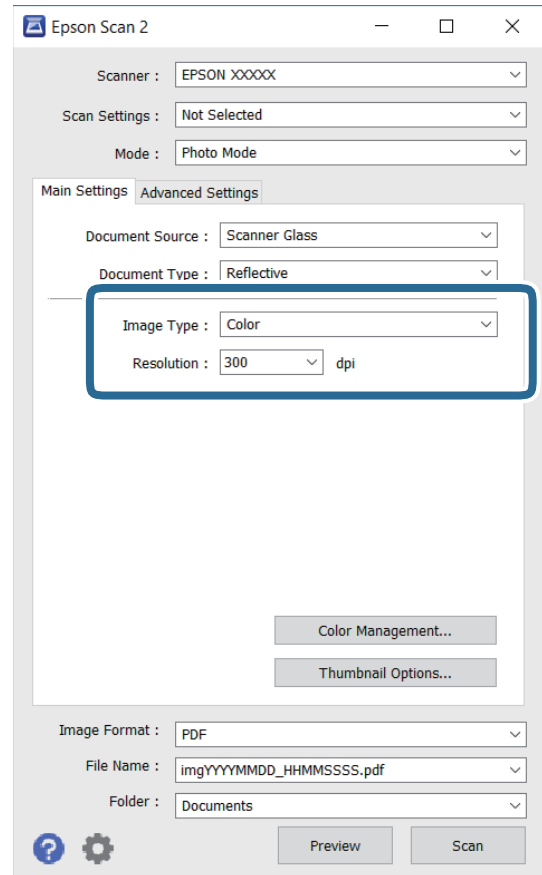 Epson Scan 2
Scanner : EPSON XXXXX
Scan Settings : Not Selected
Mode : Photo Mode
Main Settings Advanced Settings
Document Source : Scanner Glass
Document Type : Reflective
Image Type : Color
Resolution : 300 dpi
Color Management...
Thumbnail Options...
Image Format : PDF
File Name : imgYYYYMMDD_HHMMSSSS.pdf
Folder : Documents
? Preview Scan